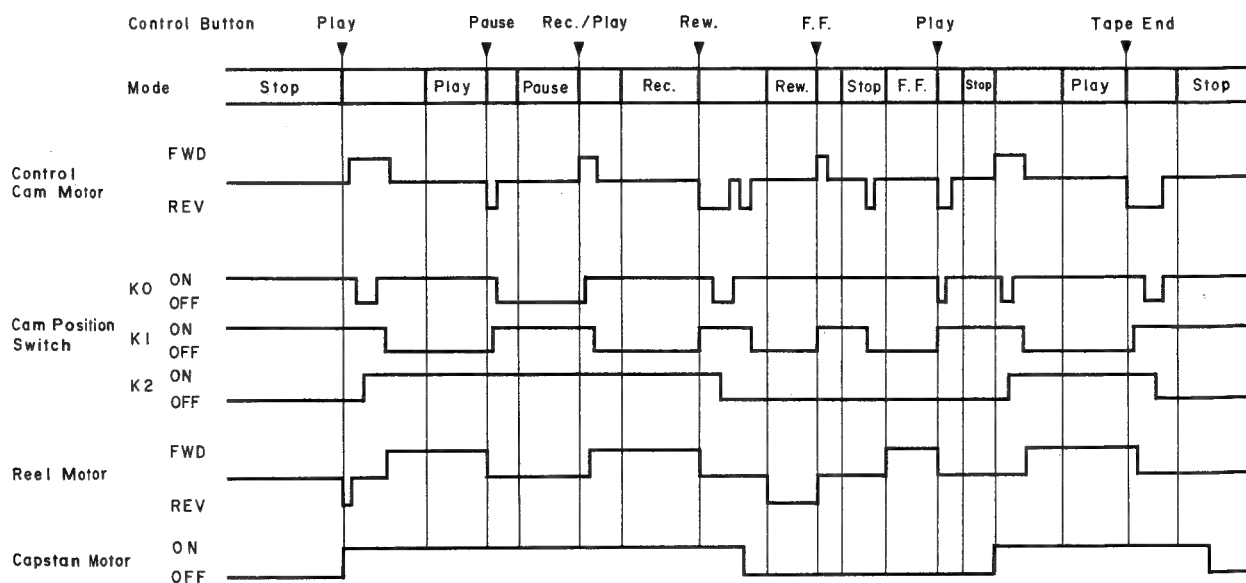 Control Button Play Pause Rec./Play Rew. F.F. Play Tape End
Mode Stop Play Pause Rec. Rew. Stop F.F. Stop Play Stop
Control
Cam Motor
FWD
REV
Cam Position
Switch
K0 ON
OFF
K1 ON
OFF
K2 ON
OFF
Reel Motor
FWD
REV
Capstan Motor
ON
OFF